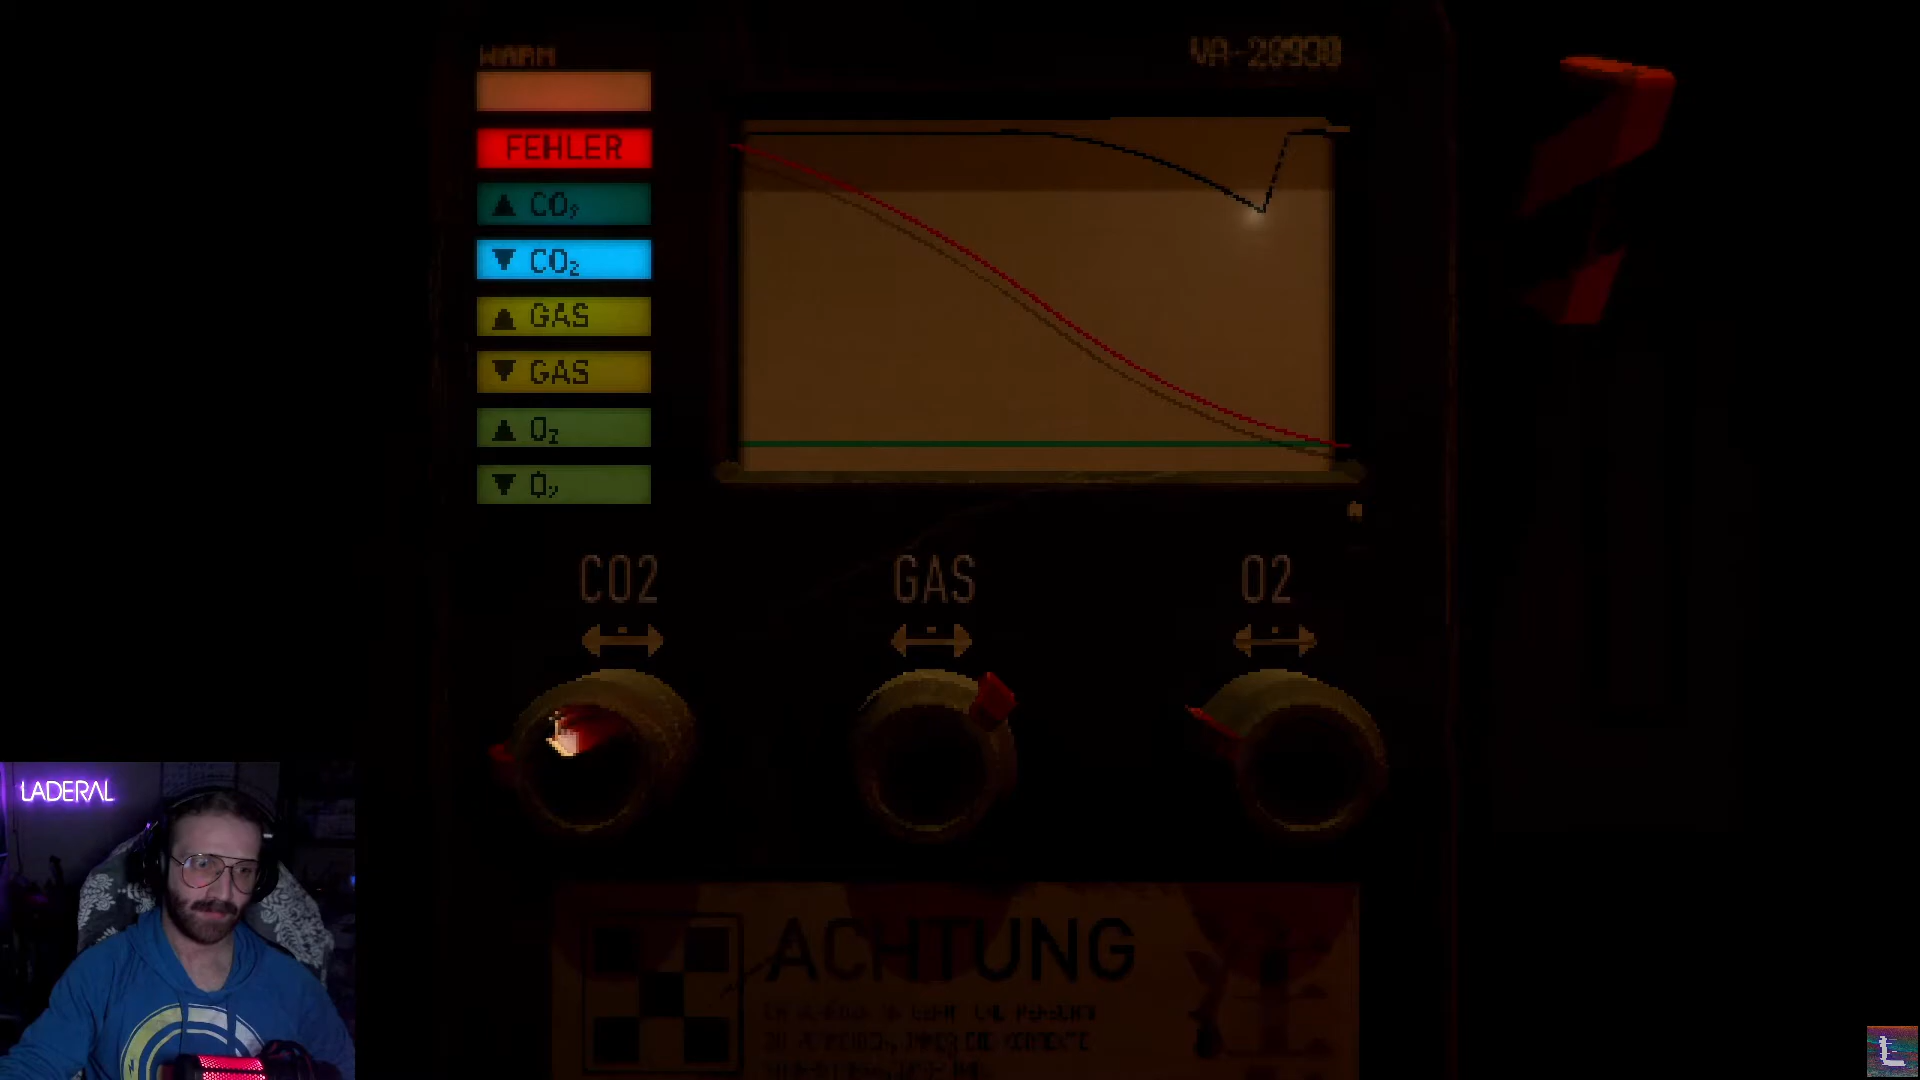 WARM
VA-20930
FEHLER
▲ CO₂
▼ CO₂
▲ GAS
▼ GAS
▲ O₂
▼ O₂
CO2
GAS
O2
LADERAL
ACHTUNG
L